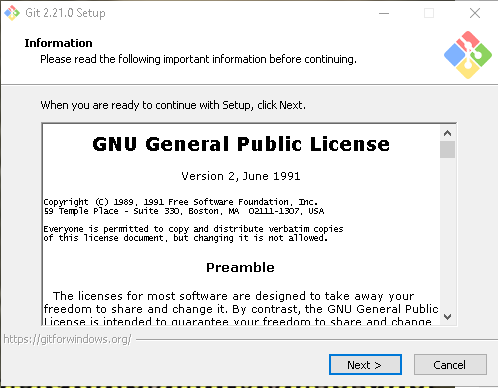 Git 2.21.0 Setup
Information
Please read the following important information before continuing.
When you are ready to continue with Setup, click Next.
GNU General Public License
Version 2, June 1991
Copyright (C) 1989, 1991 Free Software Foundation, Inc.
59 Temple Place - Suite 330, Boston, MA  02111-1307, USA
Everyone is permitted to copy and distribute verbatim copies
of this license document, but changing it is not allowed.
Preamble
The licenses for most software are designed to take away your
freedom to share and change it. By contrast, the GNU General Public
License is intended to guarantee your freedom to share and change
https://gitforwindows.org/
Next >
Cancel